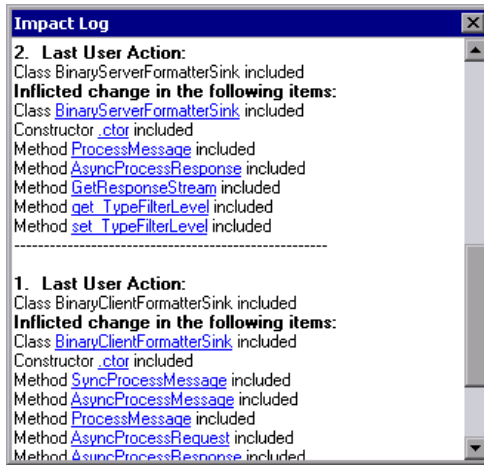 Impact Log
2. Last User Action:
Class BinaryServerFormatterSink included
Inflicted change in the following items:
Class BinaryServerFormatterSink included
Constructor .ctor included
Method ProcessMessage included
Method AsyncProcessResponse included
Method GetResponseStream included
Method get_TypeFilterLevel included
Method set_TypeFilterLevel included
----------------------------------------------------
1. Last User Action:
Class BinaryClientFormatterSink included
Inflicted change in the following items:
Class BinaryClientFormatterSink included
Constructor .ctor included
Method SyncProcessMessage included
Method AsyncProcessMessage included
Method ProcessMessage included
Method AsyncProcessRequest included
Method AsyncProcessResponse included